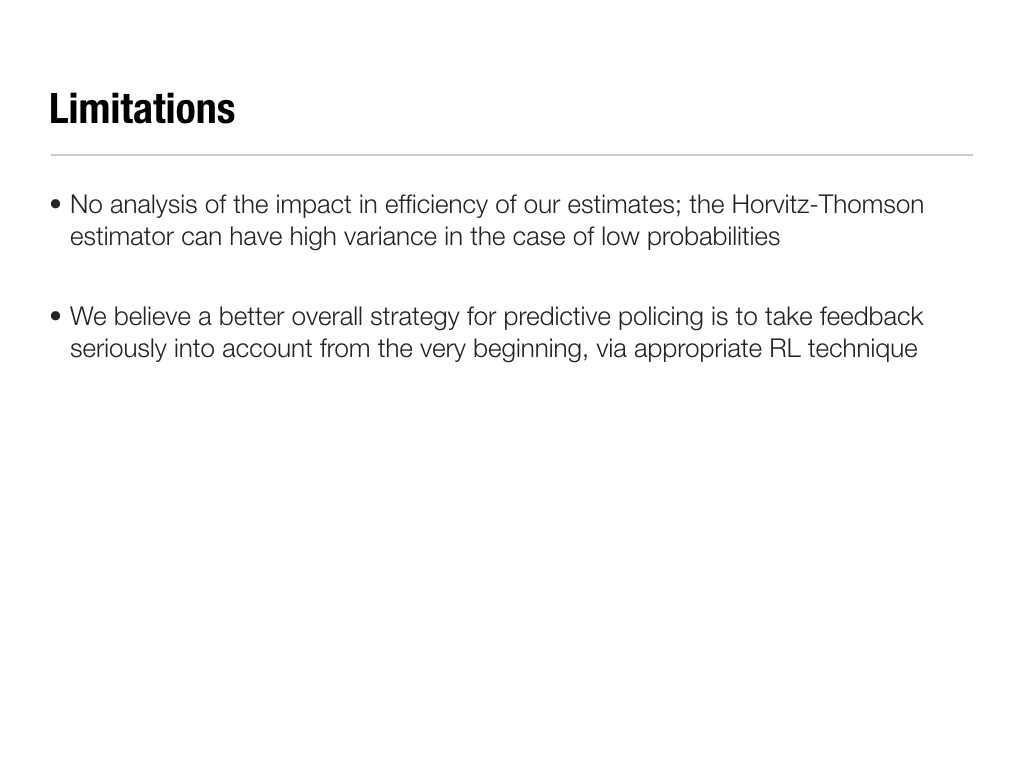 Limitations
• No analysis of the impact in efficiency of our estimates; the Horvitz-Thomson
estimator can have high variance in the case of low probabilities
• We believe a better overall strategy for predictive policing is to take feedback
seriously into account from the very beginning, via appropriate RL technique